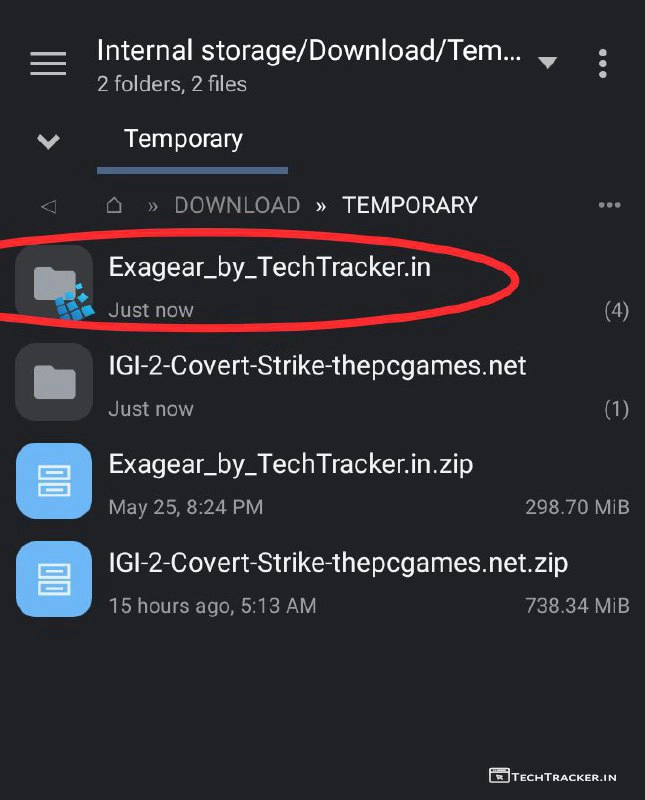 Internal storage/Download/Tem...
2 folders, 2 files
Temporary
DOWNLOAD » TEMPORARY
Exagear_by_TechTracker.in
Just now (4)
IGI-2-Covert-Strike-thepcgames.net
Just now (1)
Exagear_by_TechTracker.in.zip
May 25, 8:24 PM 298.70 MiB
IGI-2-Covert-Strike-thepcgames.net.zip
15 hours ago, 5:13 AM 738.34 MiB
TECHTRACKER.IN